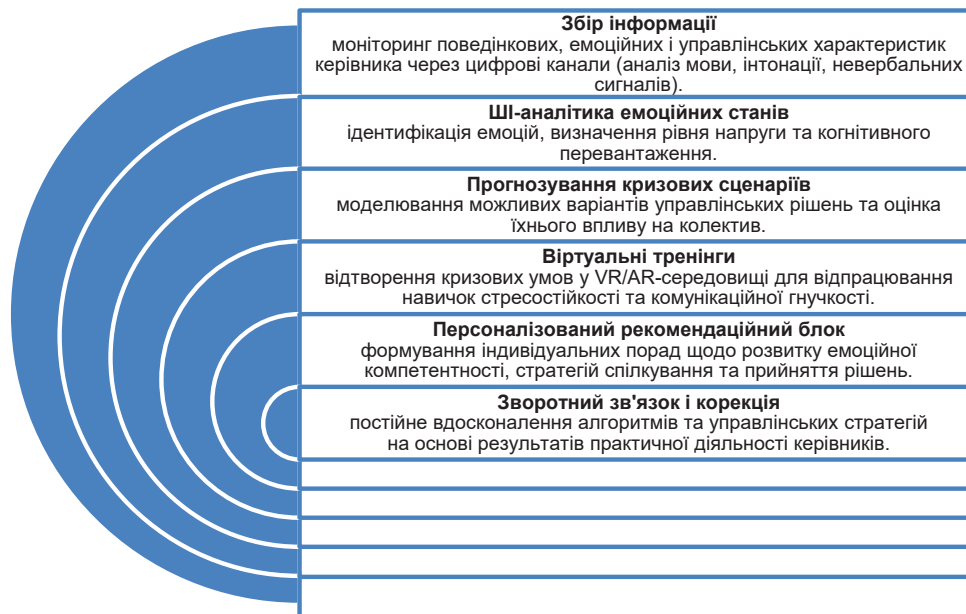 Збір інформації
моніторинг поведінкових, емоційних і управлінських характеристик
керівника через цифрові канали (аналіз мови, інтонації, невербальних
сигналів).
ШІ-аналітика емоційних станів
ідентифікація емоцій, визначення рівня напруги та когнітивного
перевантаження.
Прогнозування кризових сценаріїв
моделювання можливих варіантів управлінських рішень та оцінка
їхнього впливу на колектив.
Віртуальні тренінги
відтворення кризових умов у VR/AR-середовищі для відпрацювання
навичок стресостійкості та комунікаційної гнучкості.
Персоналізований рекомендаційний блок
формування індивідуальних порад щодо розвитку емоційної
компетентності, стратегій спілкування та прийняття рішень.
Зворотний зв'язок і корекція
постійне вдосконалення алгоритмів та управлінських стратегій
на основі результатів практичної діяльності керівників.